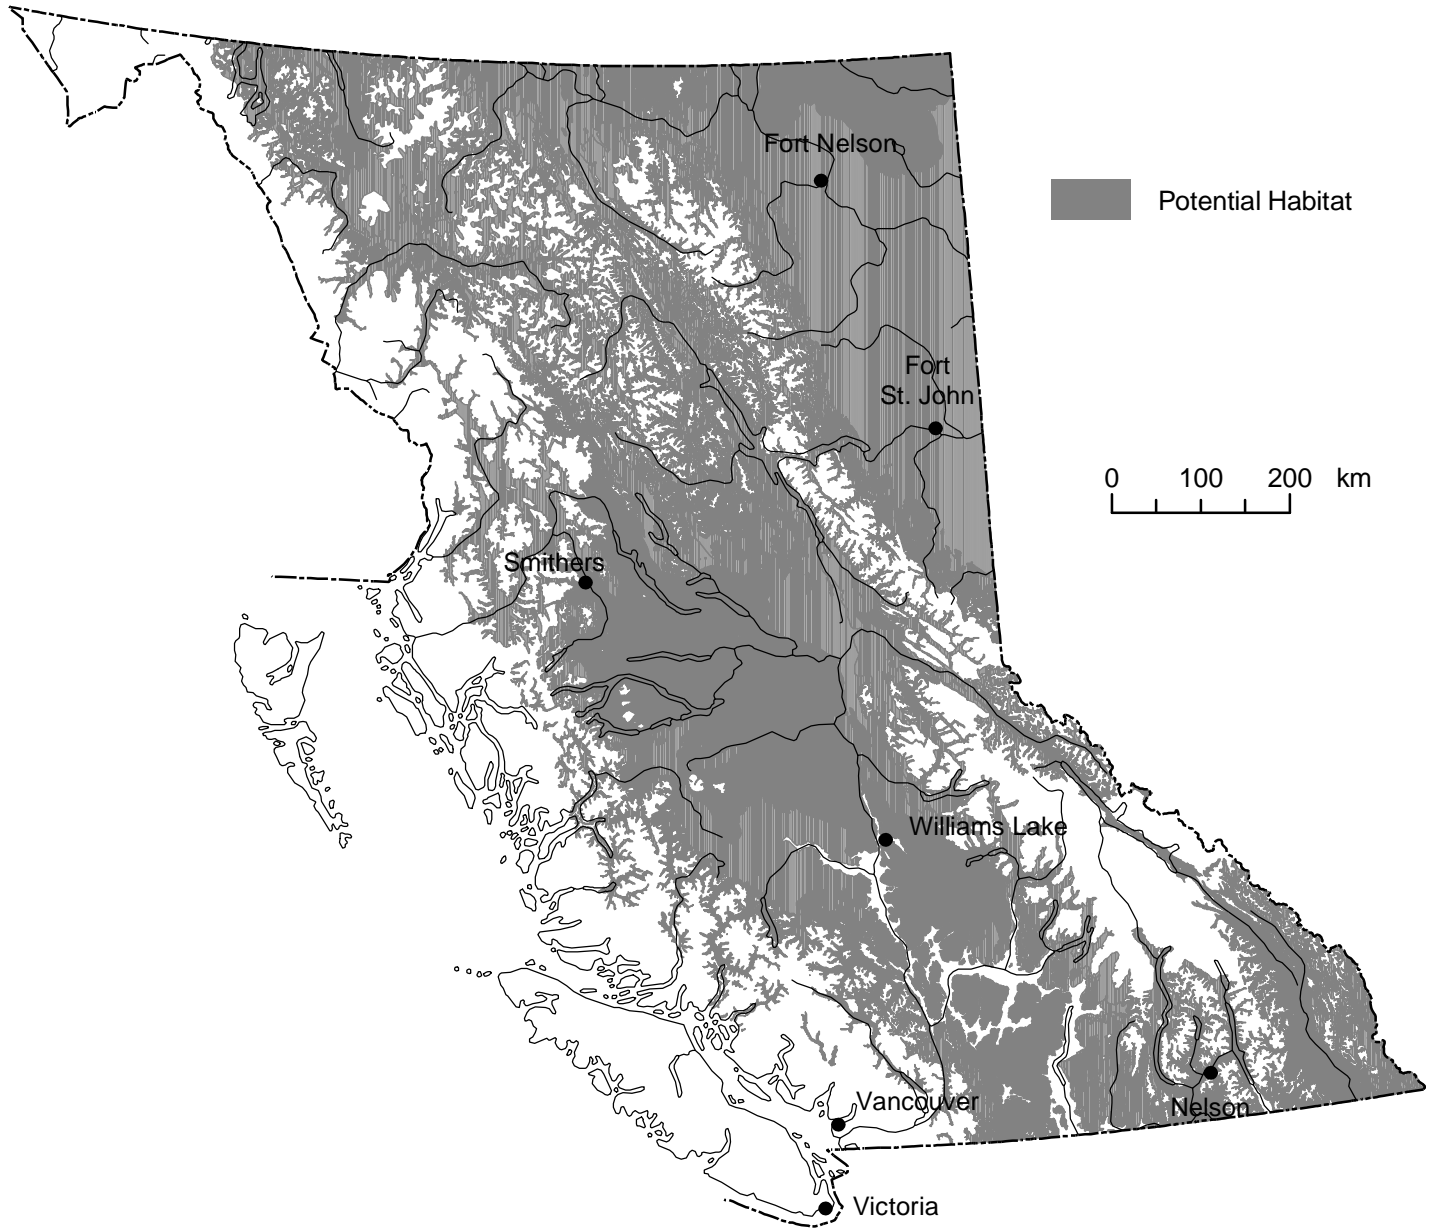 Fort Nelson
Potential Habitat
Fort
St. John
0 100 200 km
Smithers
Williams Lake
Vancouver
Nelson
Victoria